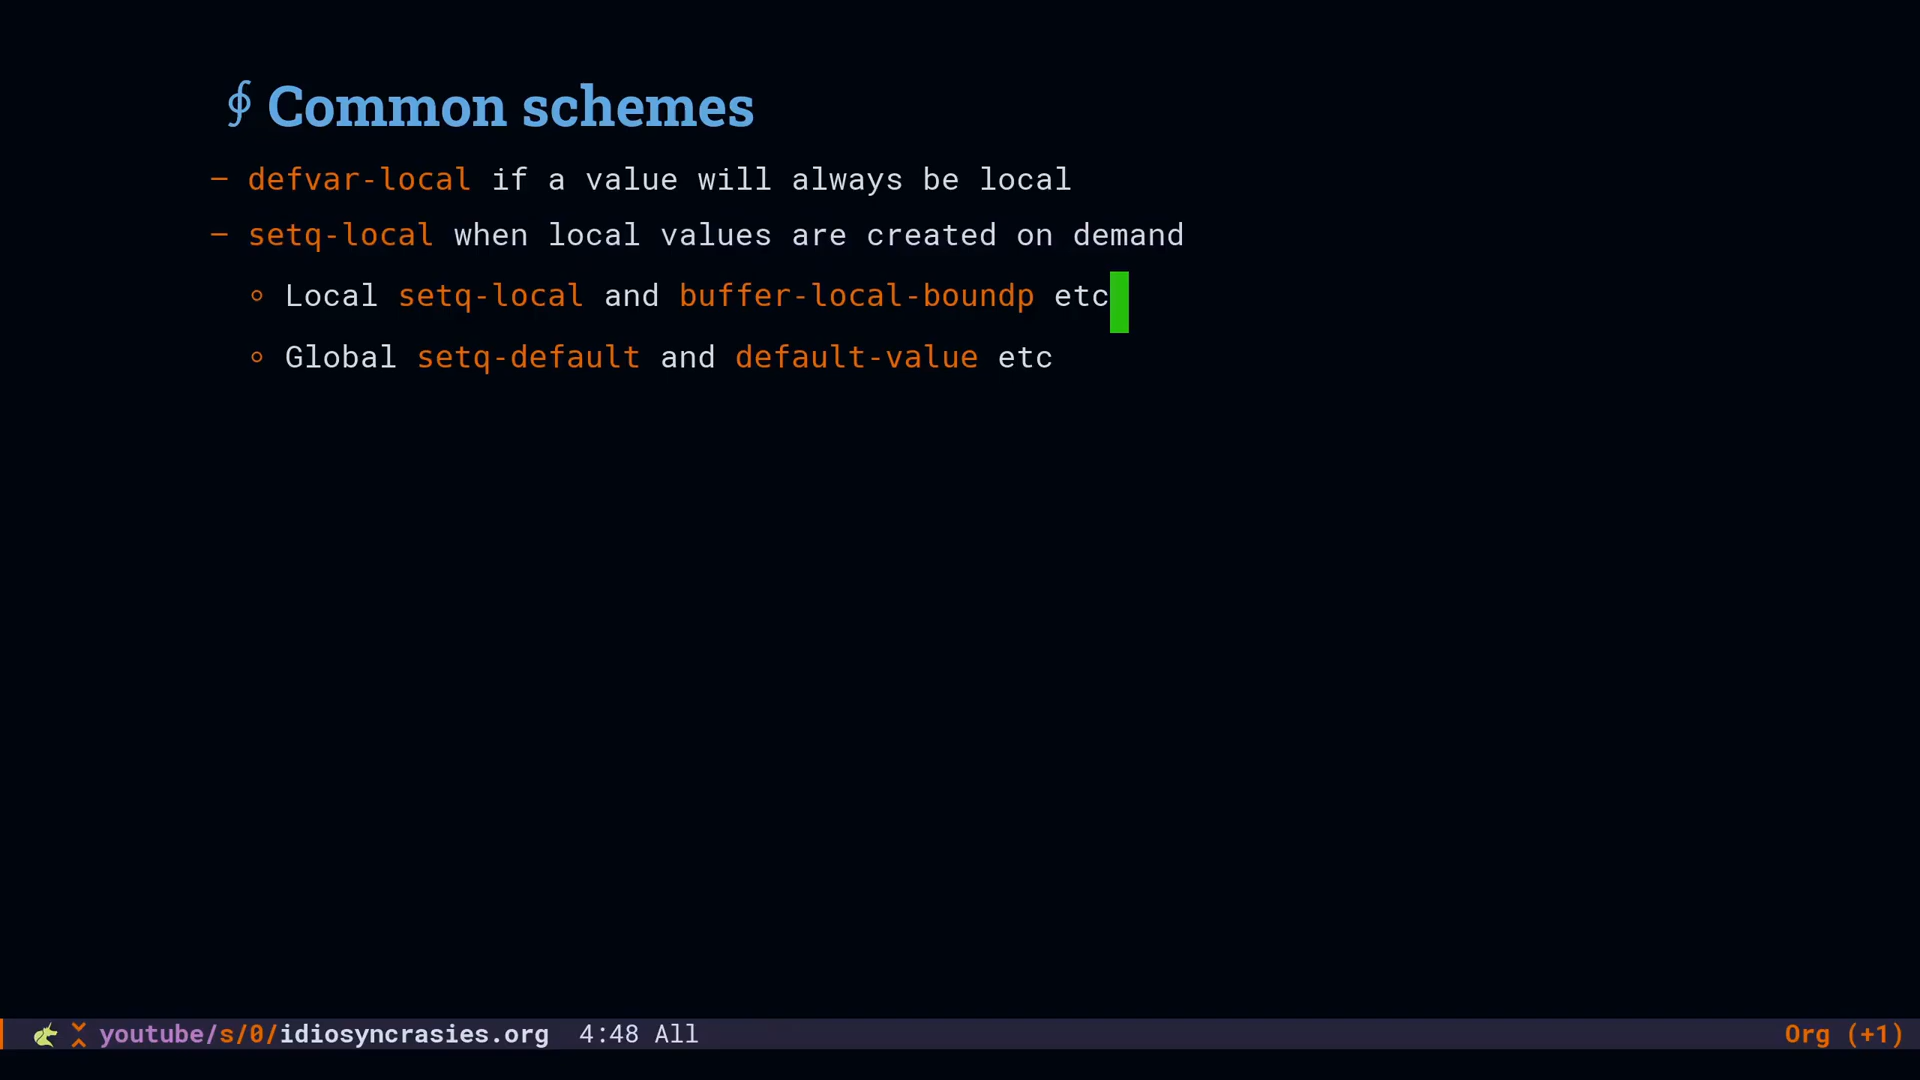 ∮ Common schemes
– defvar-local if a value will always be local
– setq-local when local values are created on demand
∘ Local setq-local and buffer-local-boundp etc
∘ Global setq-default and default-value etc
youtube/s/0/idiosyncrasies.org 4:48 All Org (+1)